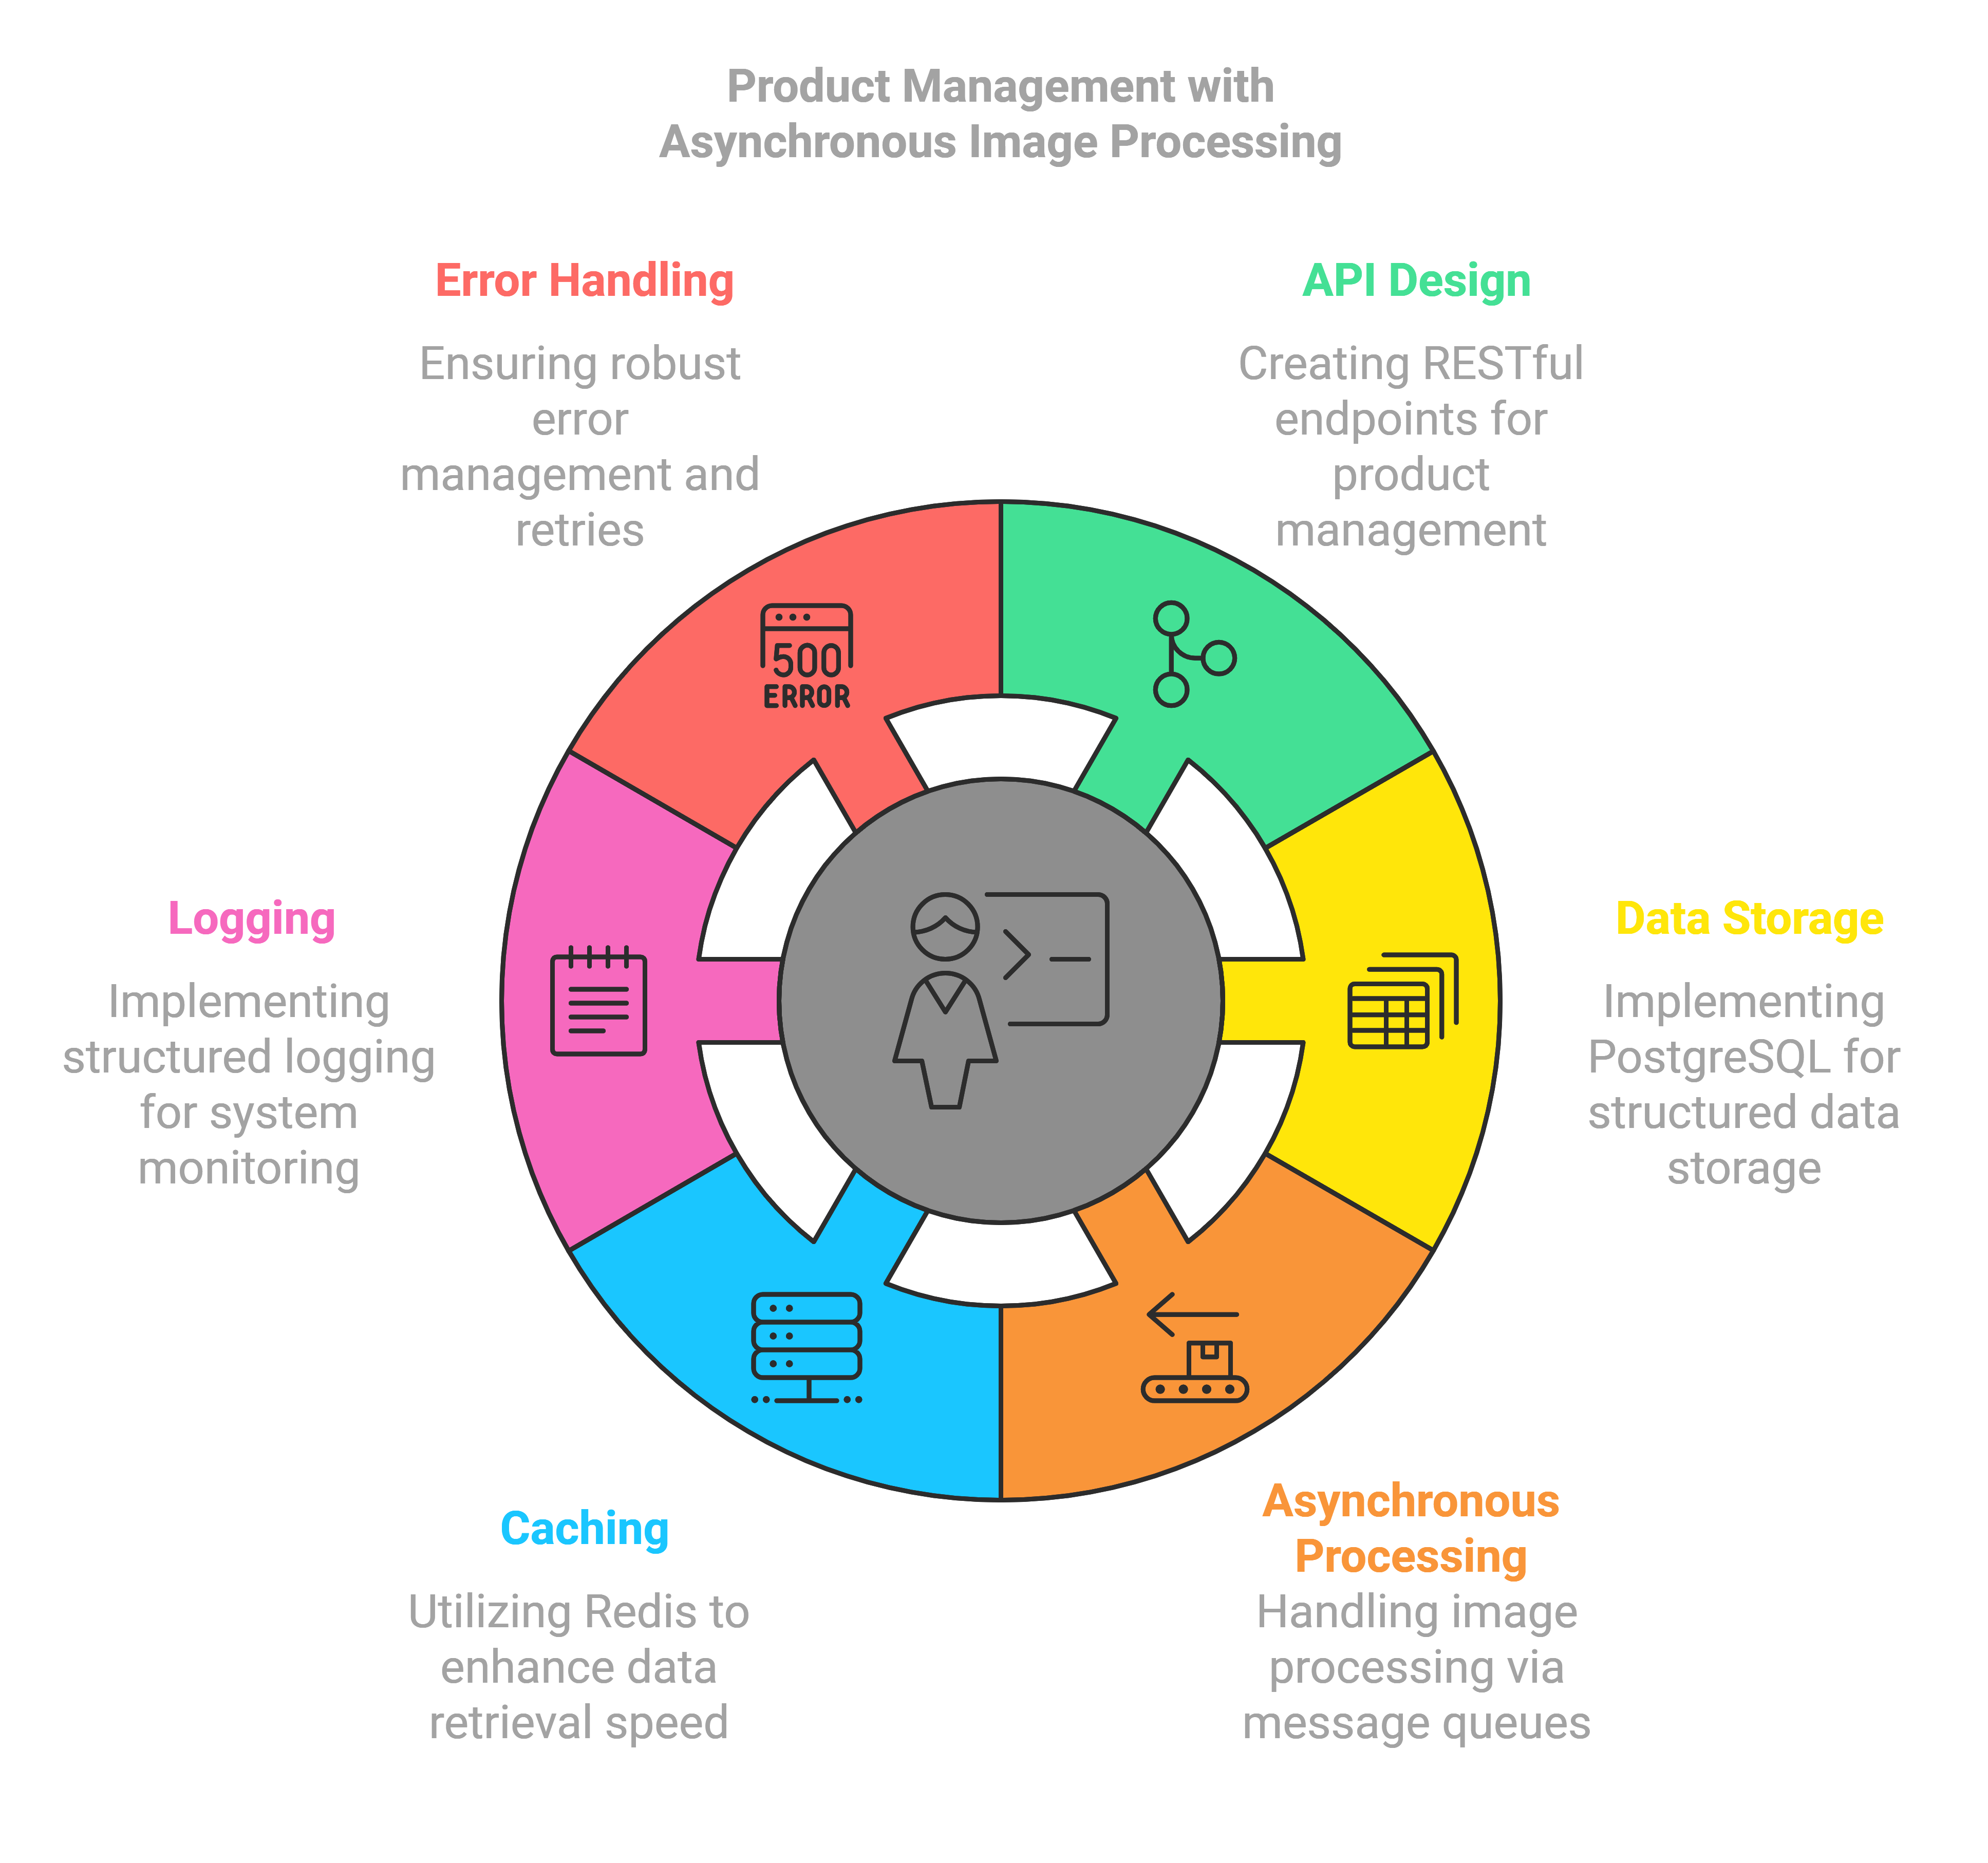 Product Management with
Asynchronous Image Processing
Error Handling
Ensuring robust
error
management and
retries
API Design
Creating RESTful
endpoints for
product
management
500
ERROR
Logging
Implementing
structured logging
for system
monitoring
Data Storage
Implementing
PostgreSQL for
structured data
storage
Caching
Utilizing Redis to
enhance data
retrieval speed
Asynchronous
Processing
Handling image
processing via
message queues